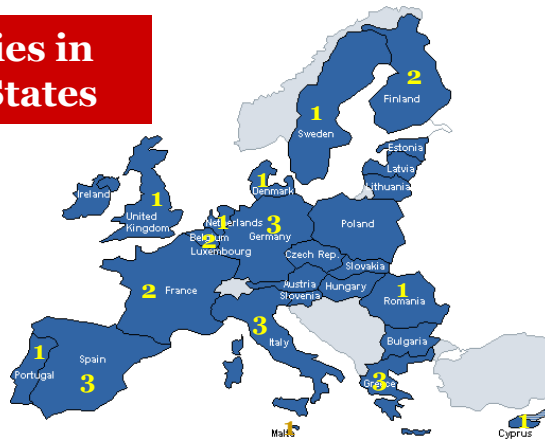 ies in
States
2
Finland
1
Sweden
Estonia
Latvia
Lithuania
1
Denmark
Ireland
1
United
Kingdom
1
Netherlands
3
Germany
Poland
Belgium
2
Luxembourg
Czech Rep.
Slovakia
Austria
Hungary
Slovenia
2
France
1
Romania
3
Italy
Bulgaria
1
Portugal
Spain
3
3
Greece
1
Malta
1
Cyprus